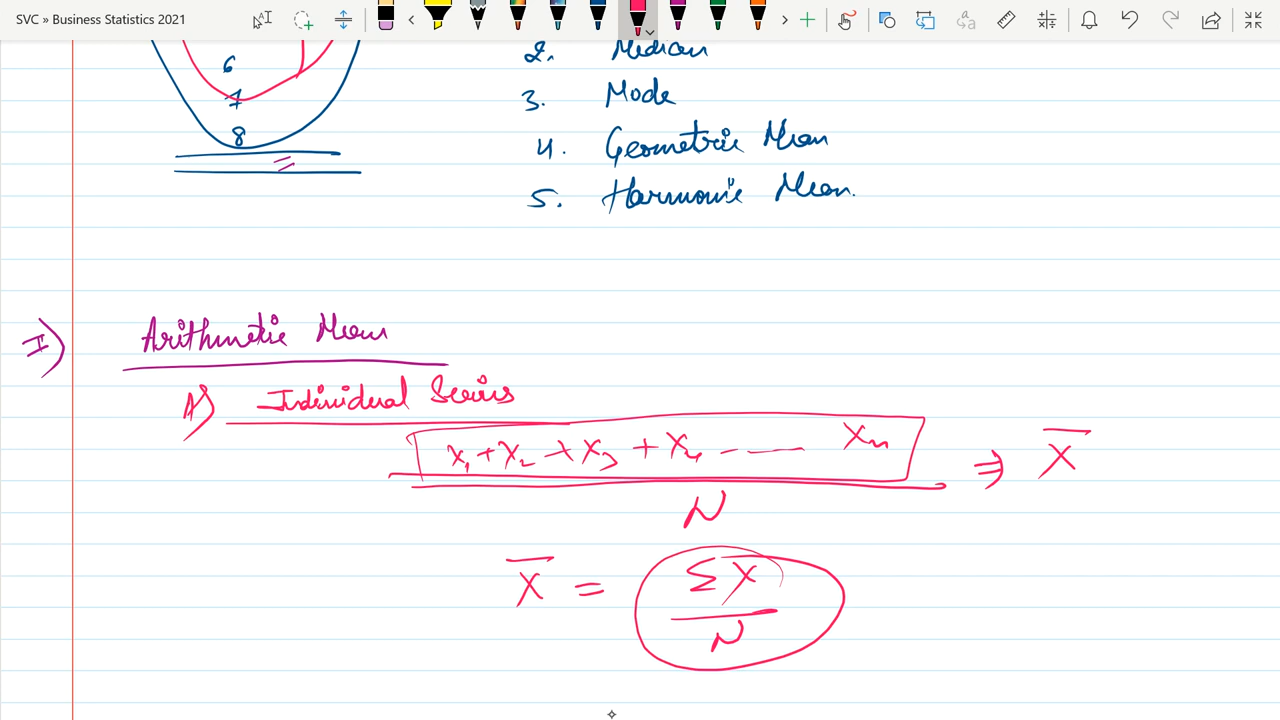 SVC » Business Statistics 2021
6
7
8
2. Median
3. Mode
4. Geometric Mean
5. Harmonic Mean.
I) Arithmetic Mean
A) Individual Series
X₁ + X₂ + X₃ + X₄ - —— Xₙ
N
⇒ X̄
X̄ = ΣX
N